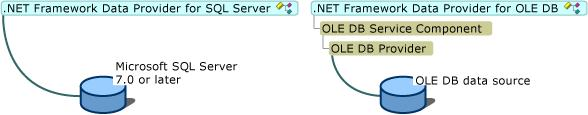 .NET Framework Data Provider for SQL Server
Microsoft SQL Server
7.0 or later
.NET Framework Data Provider for OLE DB
OLE DB Service Component
OLE DB Provider
OLE DB data source